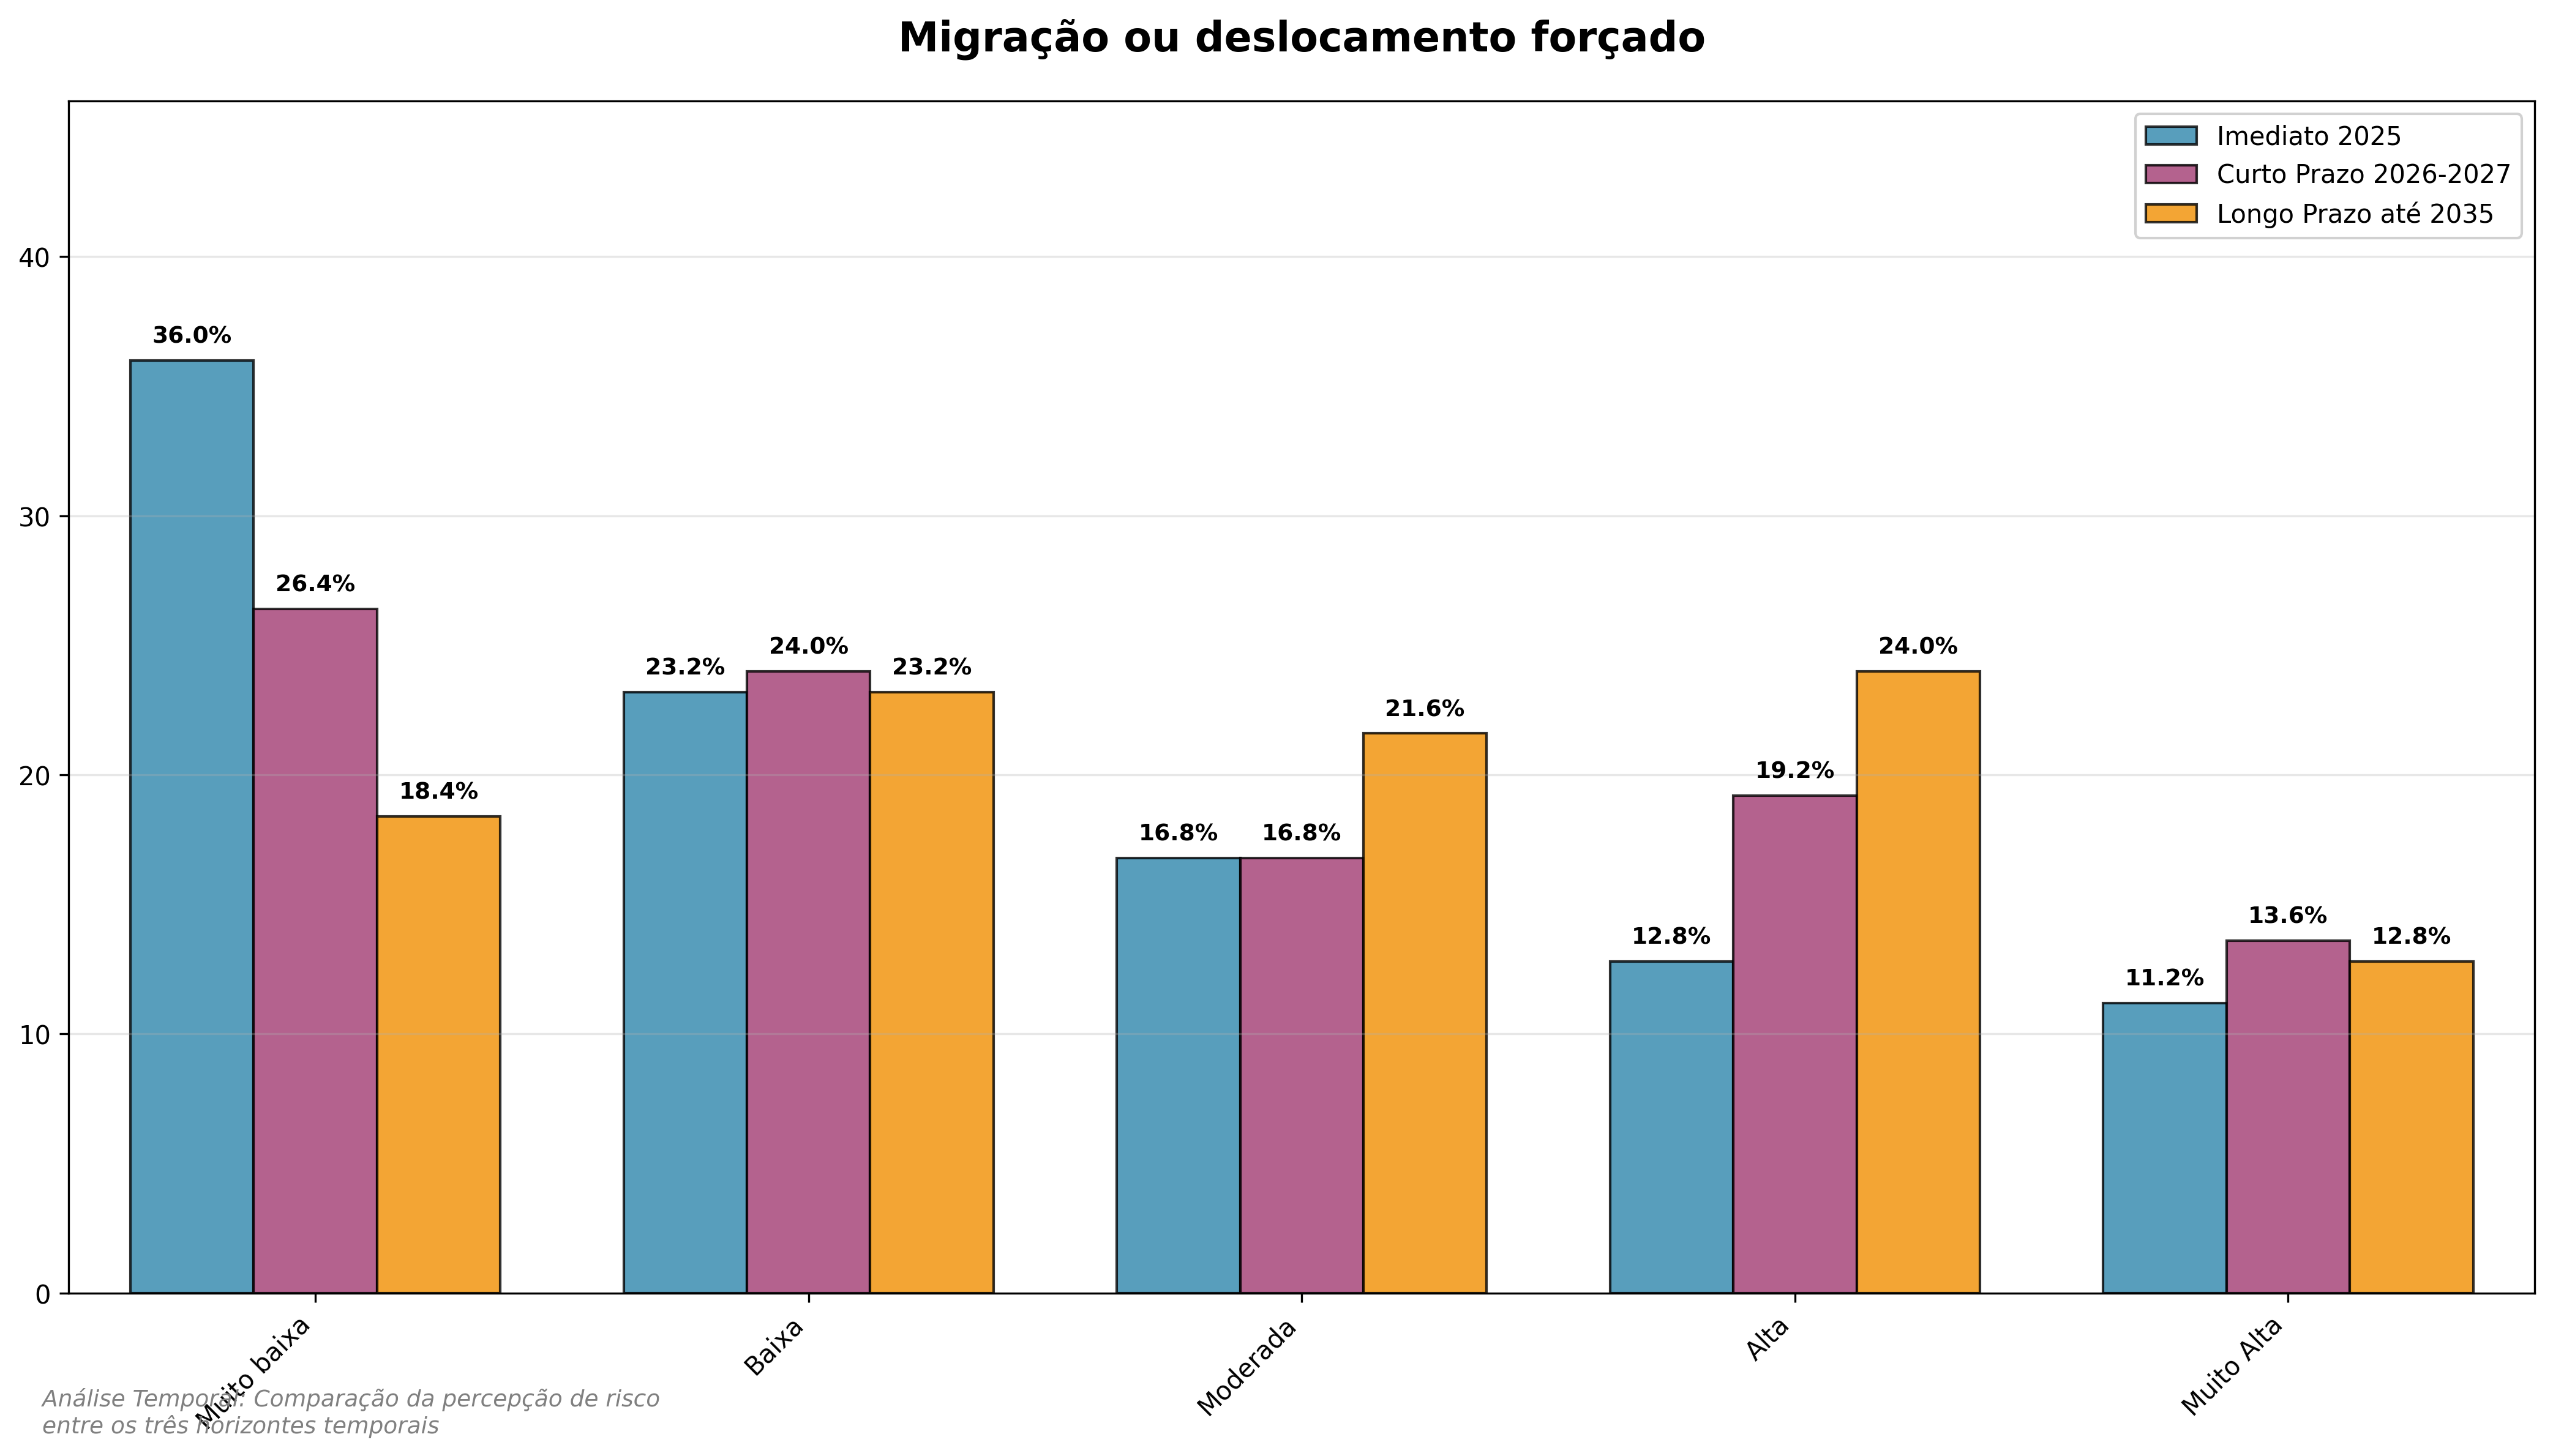 Migração ou deslocamento forçado
Imediato 2025
Curto Prazo 2026-2027
Longo Prazo até 2035
40
30
20
10
0
36.0%
26.4%
18.4%
23.2%
24.0%
23.2%
16.8%
16.8%
21.6%
12.8%
19.2%
24.0%
11.2%
13.6%
12.8%
Muito baixa
Baixa
Moderada
Alta
Muito Alta
Análise Temporal: Comparação da percepção de risco
entre os três horizontes temporais